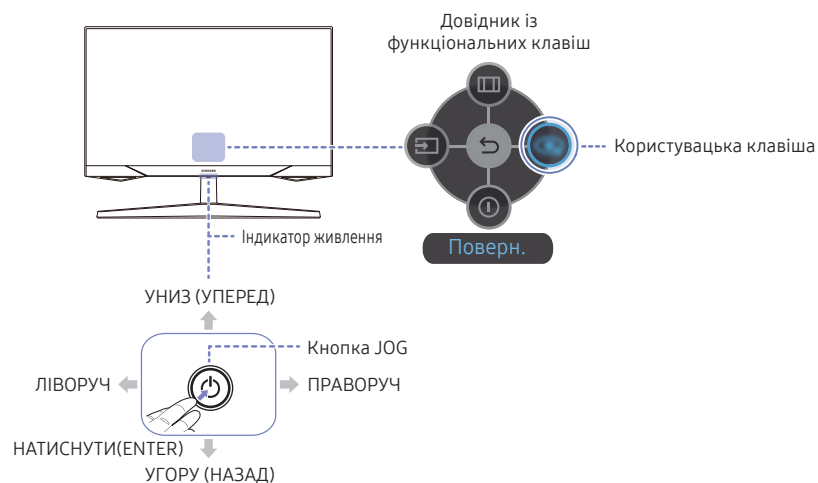 Довідник із
функціональних клавіш
Користувацька клавіша
SAMSUNG
Індикатор живлення
Поверн.
УНИЗ (УПЕРЕД)
Кнопка JOG
ЛІВОРУЧ
ПРАВОРУЧ
НАТИСНУТИ(ENTER)
УГОРУ (НАЗАД)